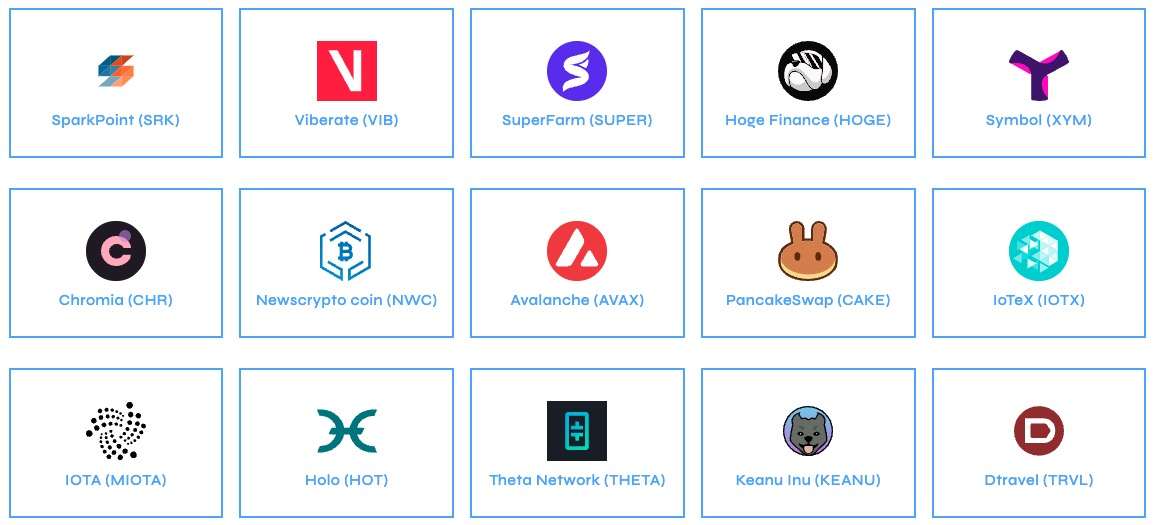 SparkPoint (SRK)
Viberate (VIB)
SuperFarm (SUPER)
Hoge Finance (HOGE)
Symbol (XYM)
Chromia (CHR)
Newscrypto coin (NWC)
Avalanche (AVAX)
PancakeSwap (CAKE)
IoTeX (IOTX)
IOTA (MIOTA)
Holo (HOT)
Theta Network (THETA)
Keanu Inu (KEANU)
Dtravel (TRVL)